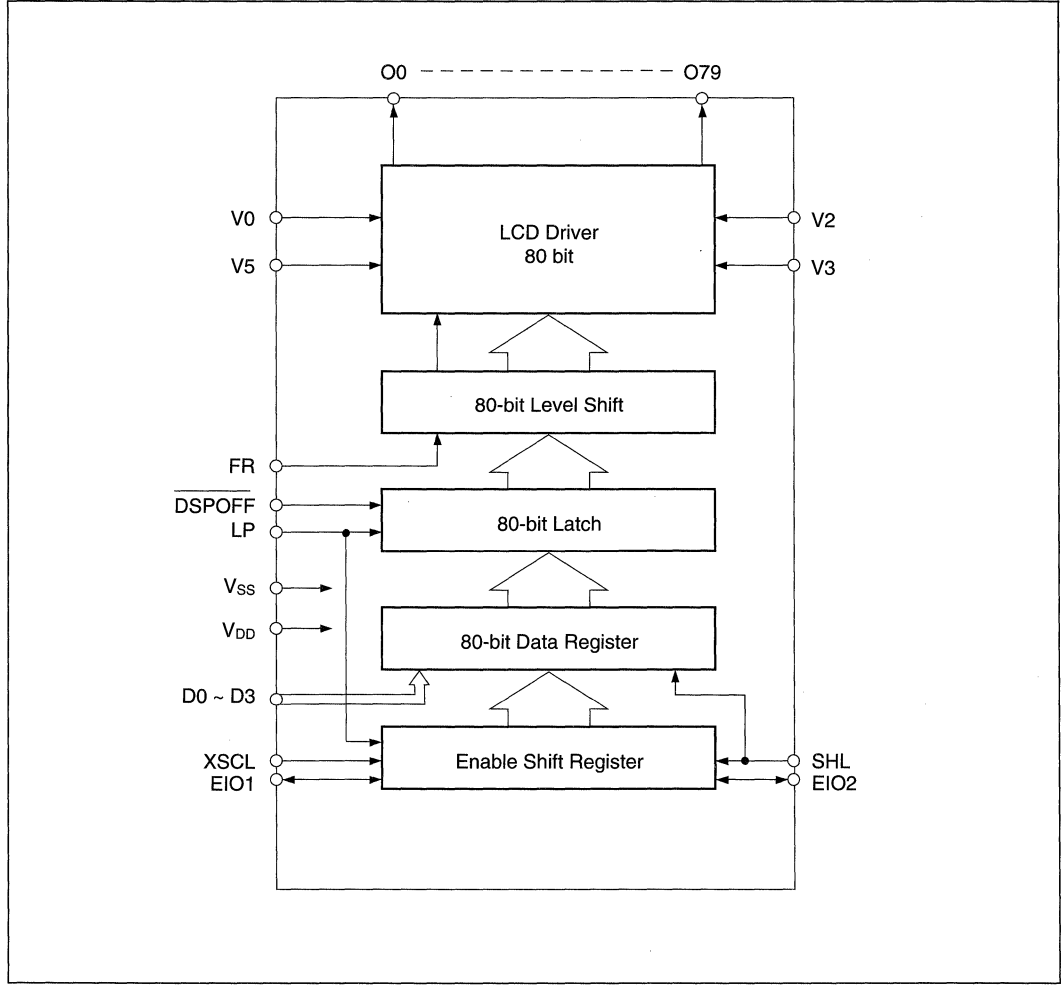 O0 ---------- O79
V0
V5
LCD Driver
80 bit
V2
V3
80-bit Level Shift
FR
DSPOFF
LP
80-bit Latch
VSS
VDD
80-bit Data Register
D0 ~ D3
XSCL
EIO1
Enable Shift Register
SHL
EIO2